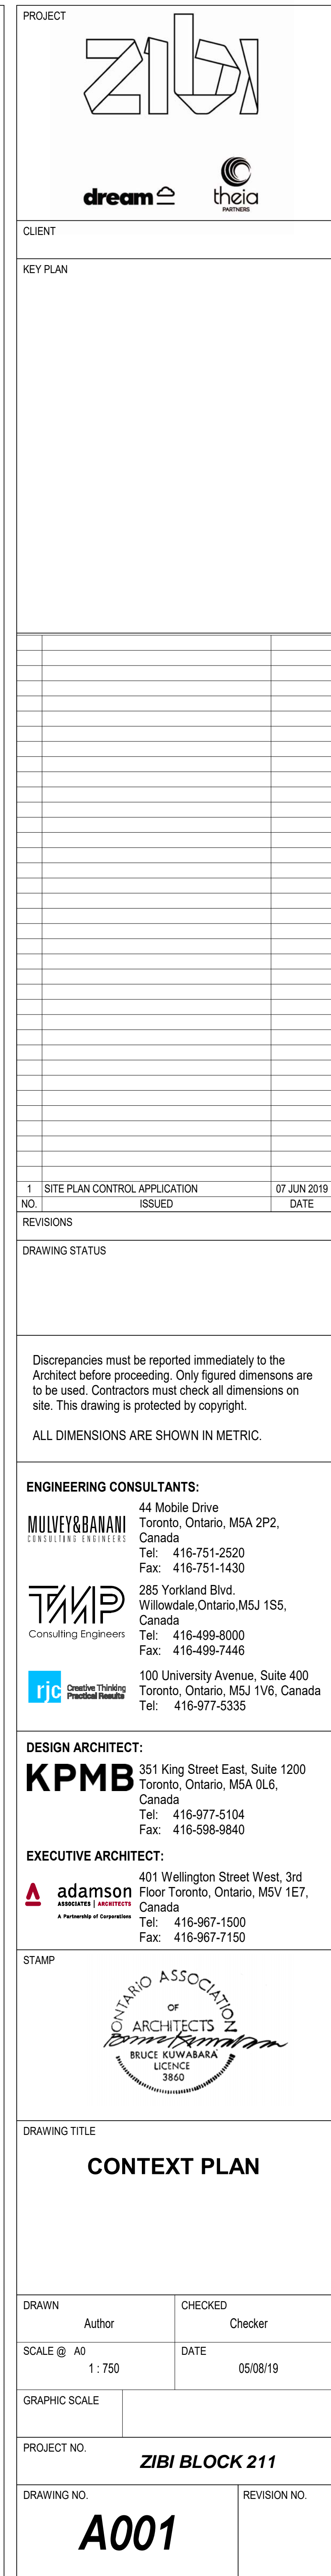 PROJECT
ZIBI
dream
theia
PARTNERS
CLIENT
KEY PLAN
1 SITE PLAN CONTROL APPLICATION 07 JUN 2019
NO. ISSUED DATE
REVISIONS
DRAWING STATUS
Discrepancies must be reported immediately to the
Architect before proceeding. Only figured dimensons are
to be used. Contractors must check all dimensions on
site. This drawing is protected by copyright.
ALL DIMENSIONS ARE SHOWN IN METRIC.
ENGINEERING CONSULTANTS:
MULVEY&BANANI
CONSULTING ENGINEERS
44 Mobile Drive
Toronto, Ontario, M5A 2P2,
Canada
Tel: 416-751-2520
Fax: 416-751-1430
TMP
Consulting Engineers
285 Yorkland Blvd.
Willowdale,Ontario,M5J 1S5,
Canada
Tel: 416-499-8000
Fax: 416-499-7446
rjc
Creative Thinking
Practical Results
100 University Avenue, Suite 400
Toronto, Ontario, M5J 1V6, Canada
Tel: 416-977-5335
DESIGN ARCHITECT:
KPMB
351 King Street East, Suite 1200
Toronto, Ontario, M5A 0L6,
Canada
Tel: 416-977-5104
Fax: 416-598-9840
EXECUTIVE ARCHITECT:
adamson
ASSOCIATES | ARCHITECTS
A Partnership of Corporations
401 Wellington Street West, 3rd
Floor Toronto, Ontario, M5V 1E7,
Canada
Tel: 416-967-1500
Fax: 416-967-7150
STAMP
ONTARIO ASSOCIATION
OF
ARCHITECTS
BRUCE KUWABARA
LICENCE
3860
DRAWING TITLE
CONTEXT PLAN
DRAWN
Author
CHECKED
Checker
SCALE @ A0
1 : 750
DATE
05/08/19
GRAPHIC SCALE
PROJECT NO.
ZIBI BLOCK 211
DRAWING NO.
A001
REVISION NO.